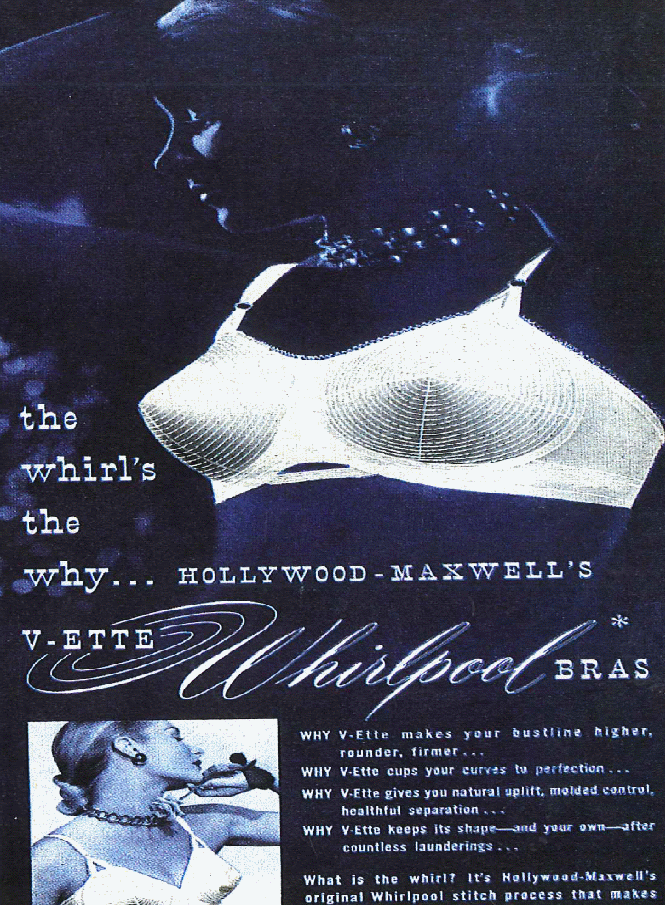 the
whirl's
the
why... HOLLYWOOD-MAXWELL'S
V-ETTE Whirlpool* BRAS
WHY V-Ette makes your bustline higher,
rounder, firmer...
WHY V-Ette cups your curves to perfection...
WHY V-Ette gives you natural uplift, molded control,
healthful separation...
WHY V-Ette keeps its shape—and your own—after
countless launderings...
What is the whirl? It's Hollywood-Maxwell's
original Whirlpool stitch process that makes